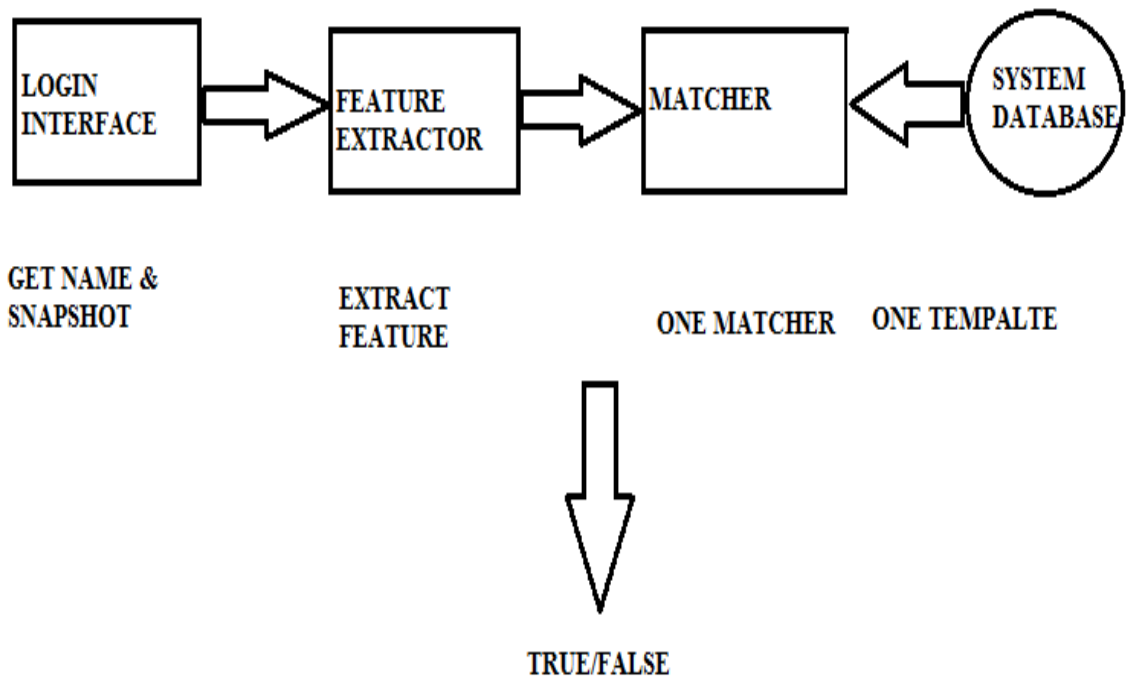 LOGIN
INTERFACE
FEATURE
EXTRACTOR
MATCHER
SYSTEM
DATABASE
GET NAME &
SNAPSHOT
EXTRACT
FEATURE
ONE MATCHER
ONE TEMPALTE
TRUE/FALSE